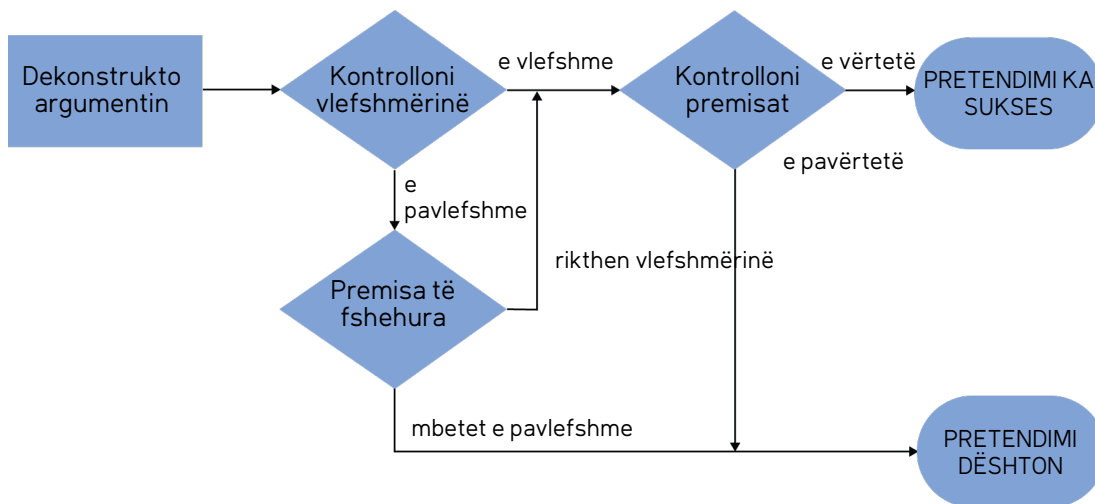 Dekonstrukto
argumentin
Kontrolloni
vlefshmërinë
e vlefshme
Kontrolloni
premisat
e vërtetë
PRETENDIMI KA
SUKSES
e
pavlefshme
e pavërtetë
Premisa të
fshehura
rikthen vlefshmërinë
mbetet e pavlefshme
PRETENDIMI
DËSHTON